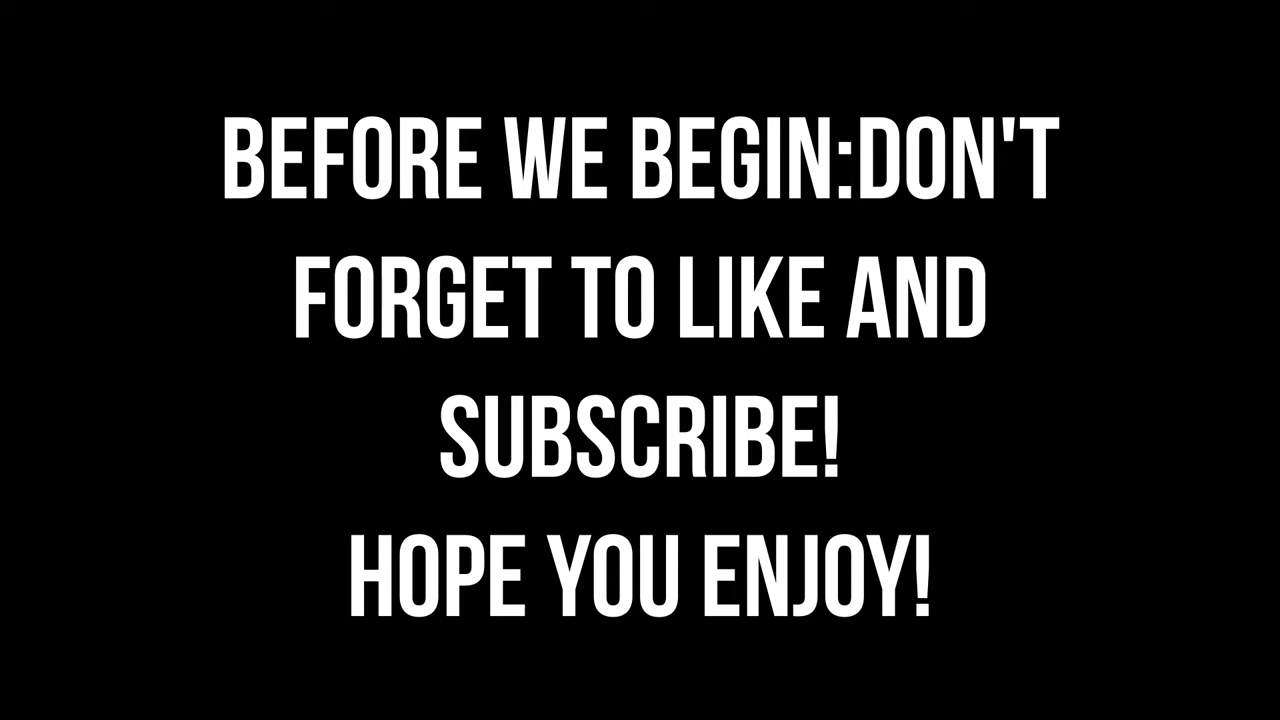 BEFORE WE BEGIN:DON'T
FORGET TO LIKE AND
SUBSCRIBE!
HOPE YOU ENJOY!